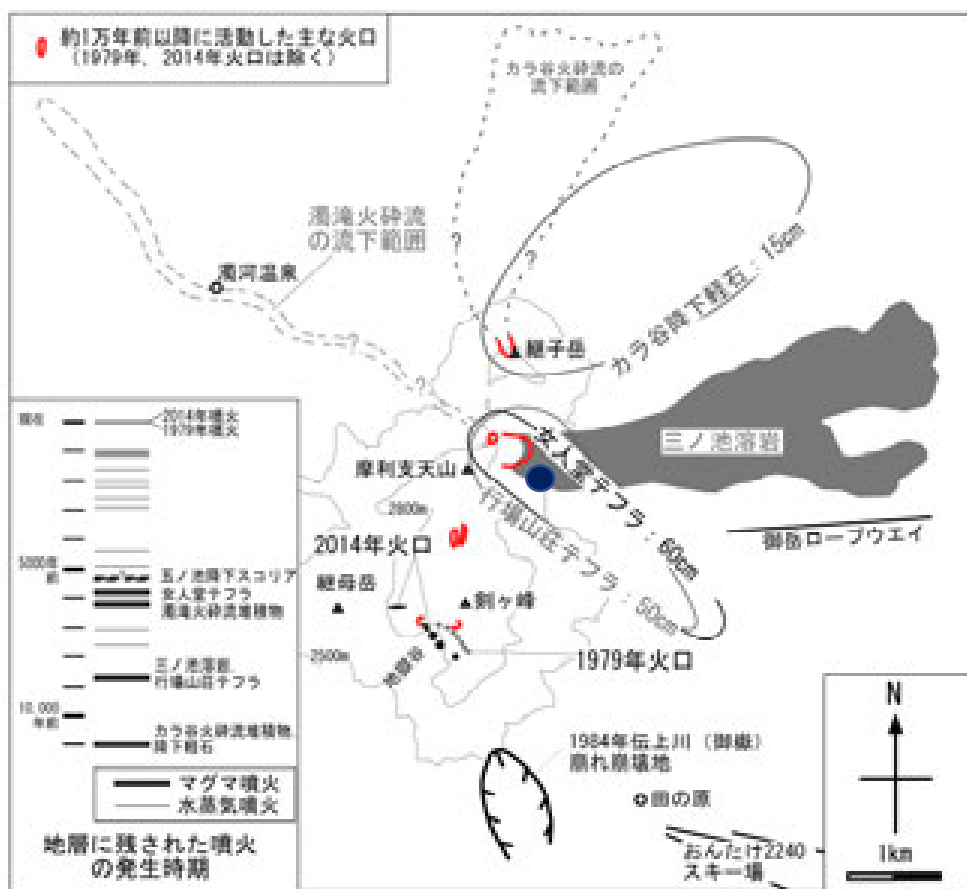 約1万年前以降に活動した主な火口
(1979年、2014年火口は除く)
カラ谷火砕流の
流下範囲
濁滝火砕流
の流下範囲
?
?
?
?
濁河温泉
カラ谷降下軽石:15cm
継子岳
三ノ池溶岩
女人堂テフラ:60cm
行場山荘テフラ:50cm
摩利支天山
2800m
2014年火口
御岳ロープウエイ
継母岳
剣ヶ峰
2500m
地獄谷
1979年火口
1984年伝上川(御嶽)
崩れ崩壊地
田の原
おんたけ2240
スキー場
N
1km
現在
2014年噴火
1979年噴火
5000年
前
五ノ池降下スコリア
女人堂テフラ
濁滝火砕流堆積物
三ノ池溶岩、
行場山荘テフラ
10,000
年前
カラ谷火砕流堆積物、
降下軽石
マグマ噴火
水蒸気噴火
地層に残された噴火
の発生時期